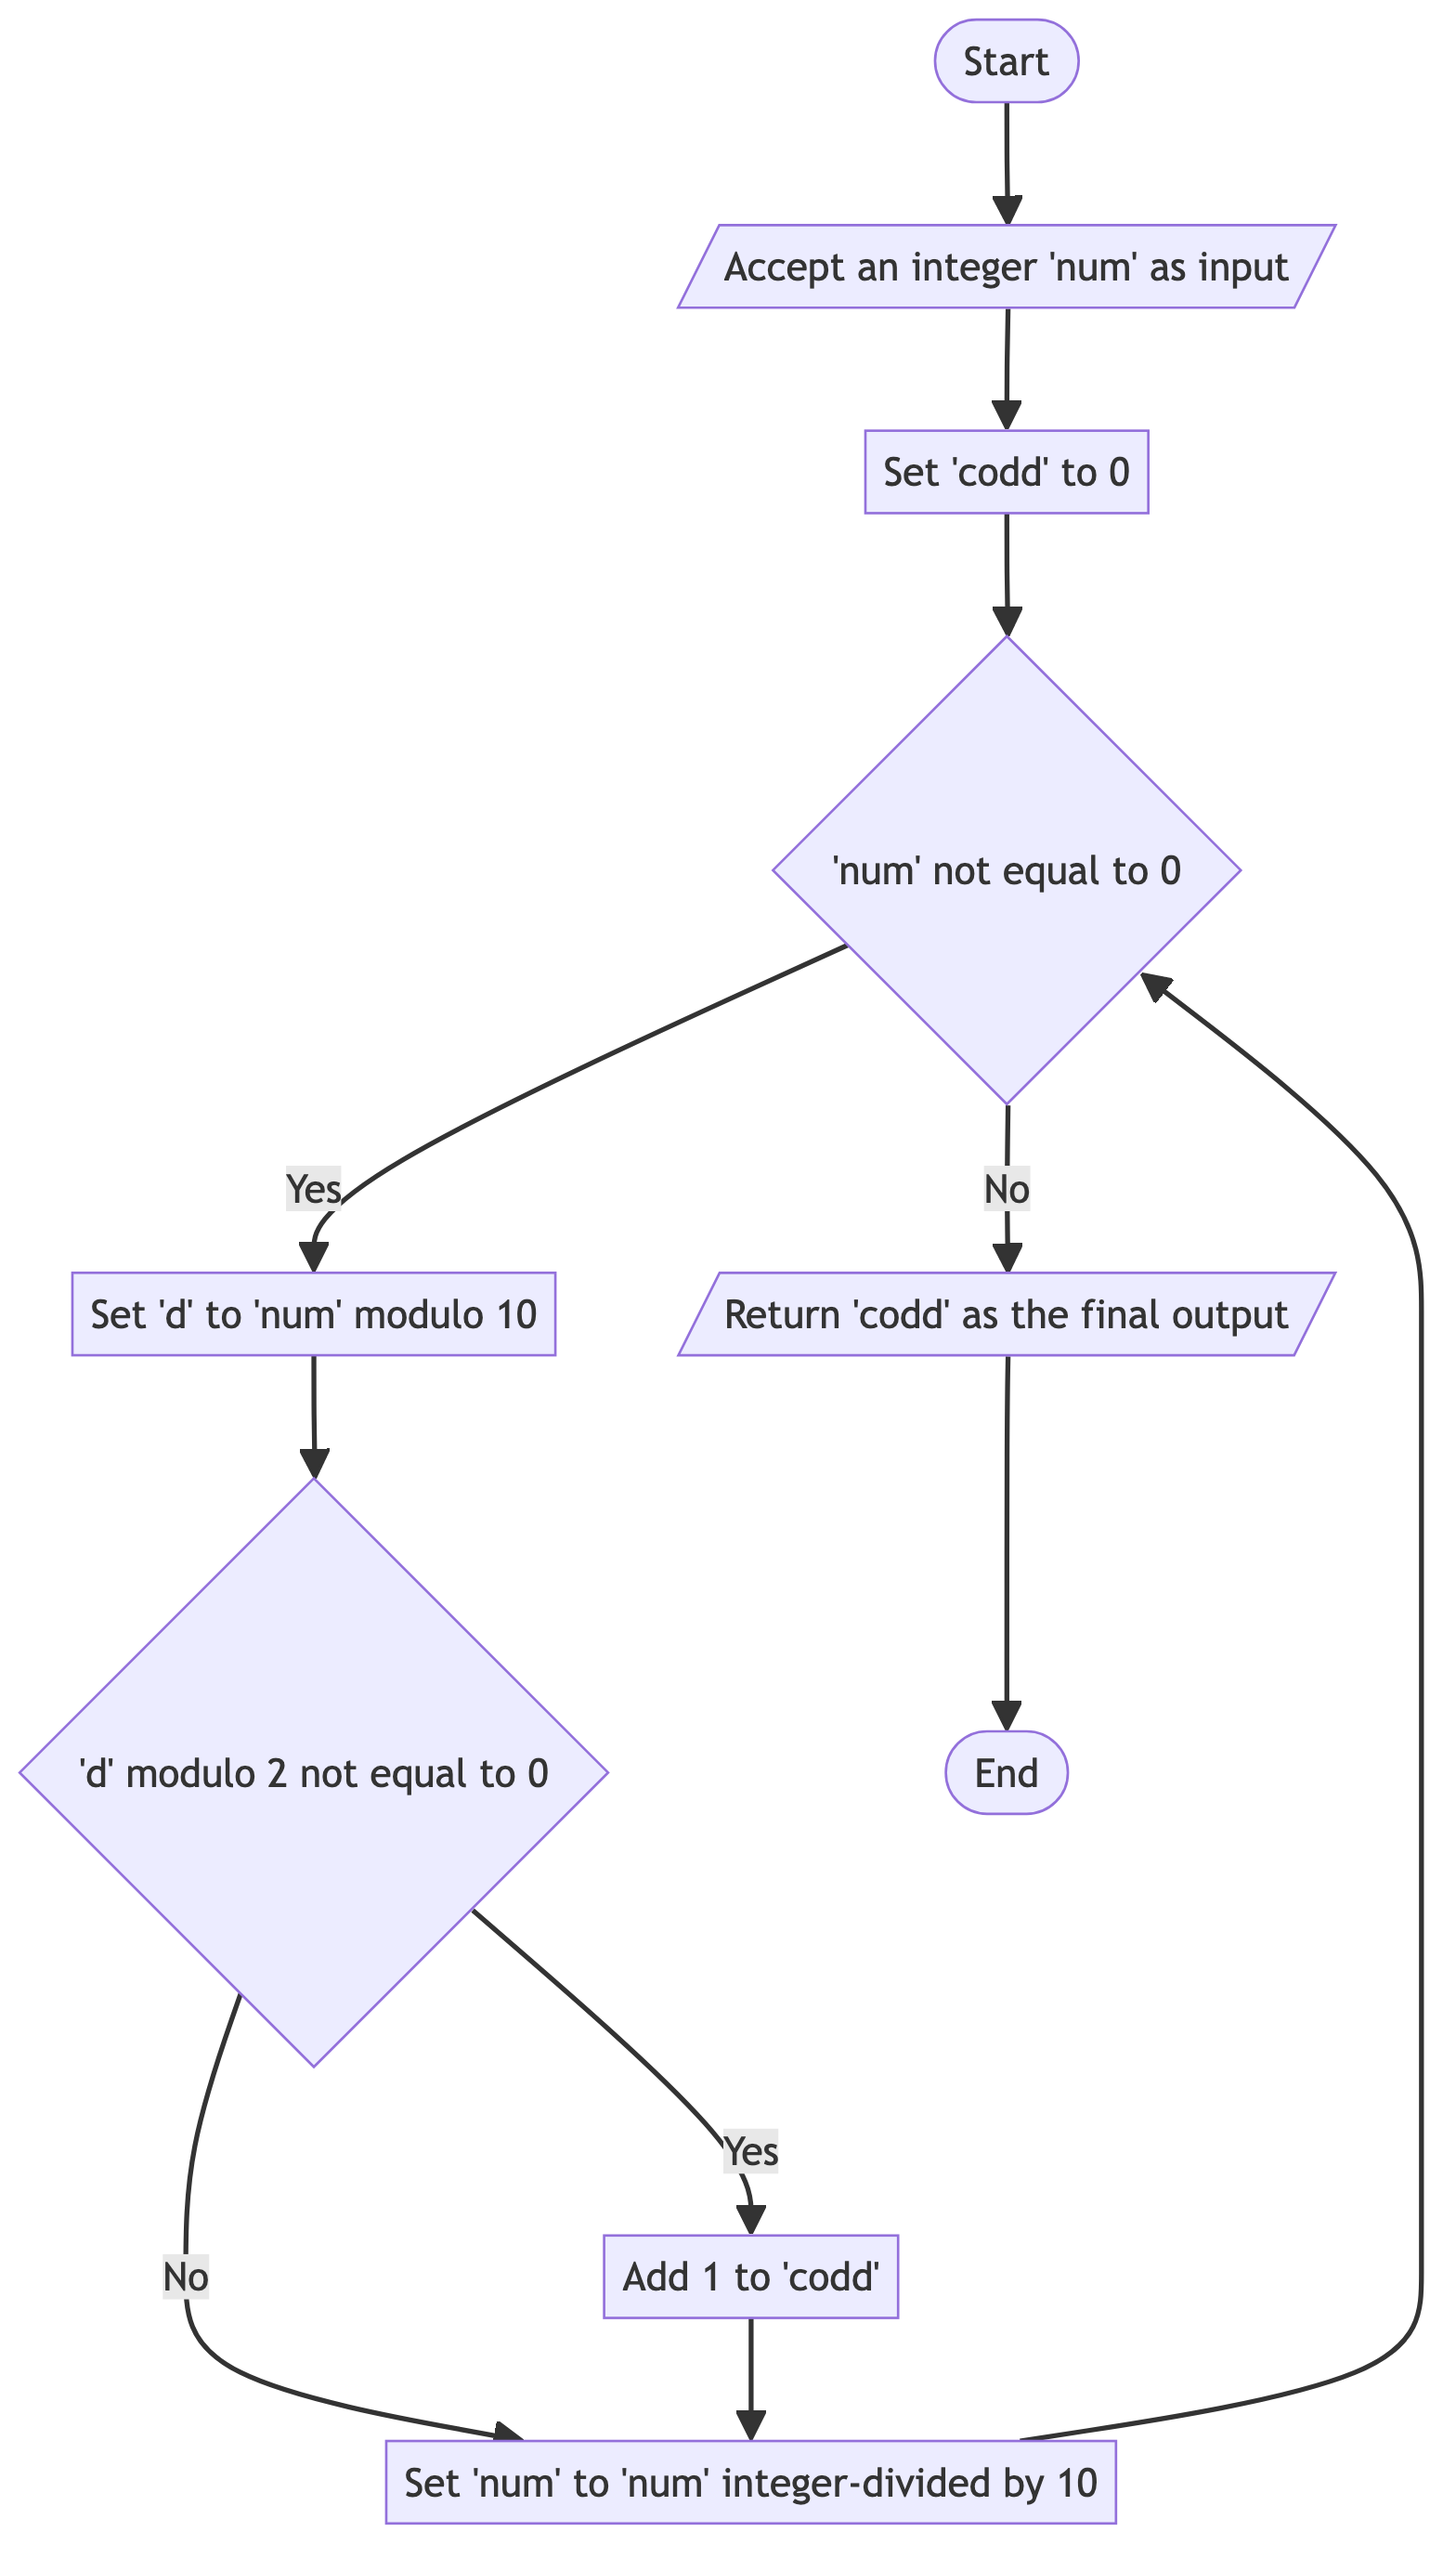 Start
Accept an integer 'num' as input
Set 'codd' to 0
'num' not equal to 0
Yes
No
Set 'd' to 'num' modulo 10
Return 'codd' as the final output
'd' modulo 2 not equal to 0
End
Yes
No
Add 1 to 'codd'
Set 'num' to 'num' integer-divided by 10